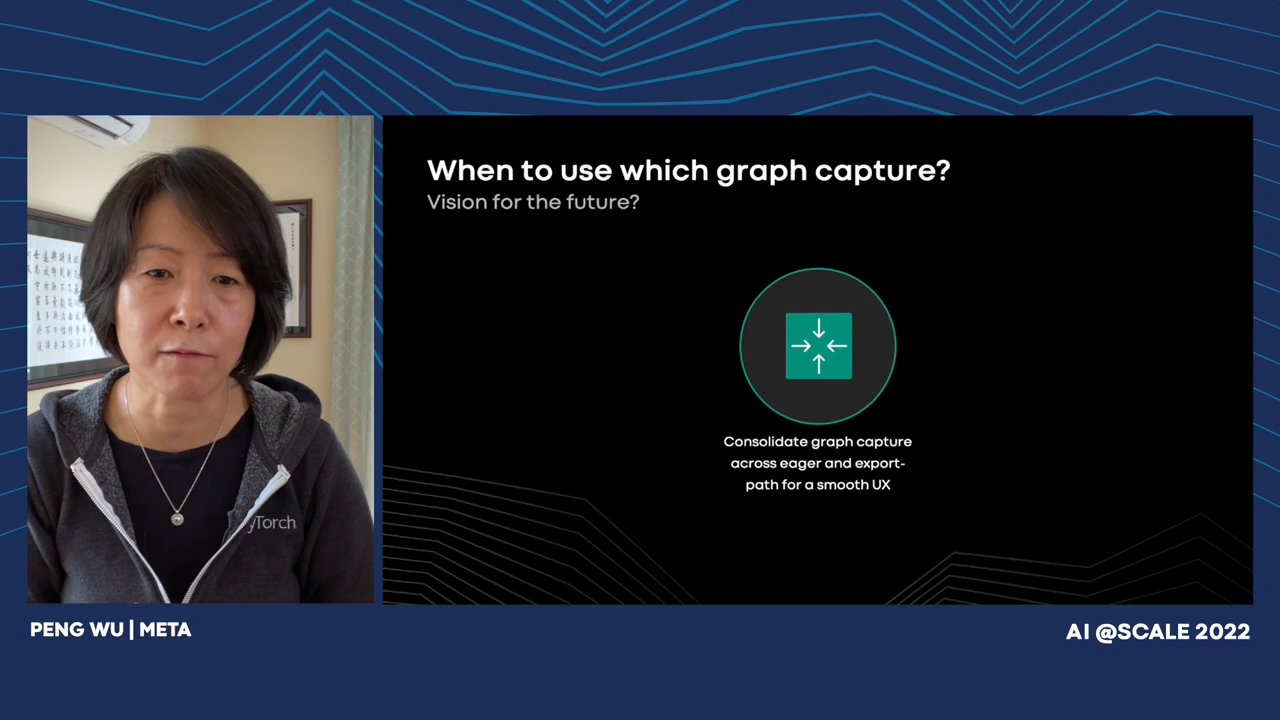 When to use which graph capture?
Vision for the future?
Consolidate graph capture
across eager and export-
path for a smooth UX
yTorch
PENG WU | META
AI @SCALE 2022